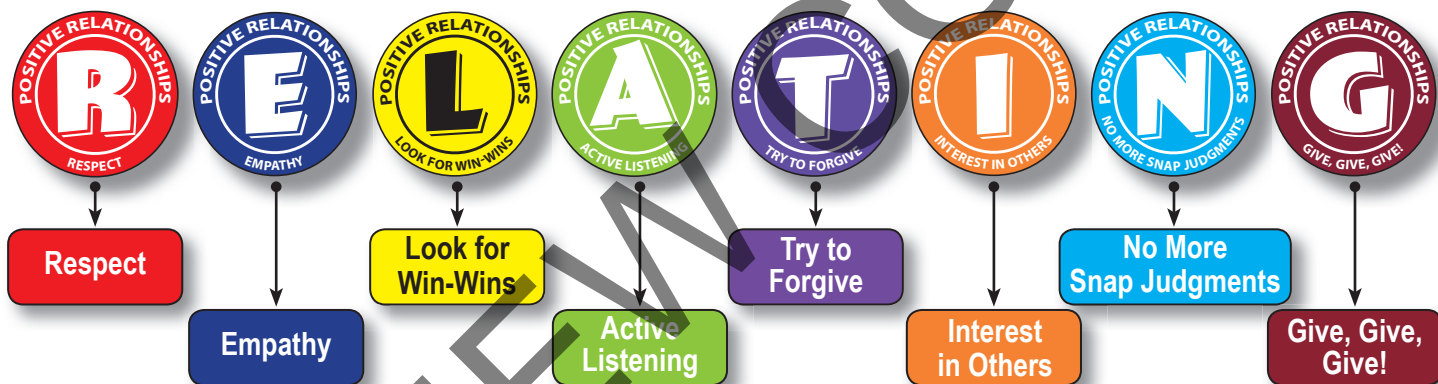 POSITIVE RELATIONSHIPS
R
RESPECT
POSITIVE RELATIONSHIPS
E
EMPATHY
POSITIVE RELATIONSHIPS
L
LOOK FOR WIN-WINS
POSITIVE RELATIONSHIPS
A
ACTIVE LISTENING
POSITIVE RELATIONSHIPS
T
TRY TO FORGIVE
POSITIVE RELATIONSHIPS
I
INTEREST IN OTHERS
POSITIVE RELATIONSHIPS
N
NO MORE SNAP JUDGMENTS
POSITIVE RELATIONSHIPS
G
GIVE, GIVE, GIVE!
Respect
Empathy
Look for
Win-Wins
Active
Listening
Try to
Forgive
Interest
in Others
No More
Snap Judgments
Give, Give,
Give!